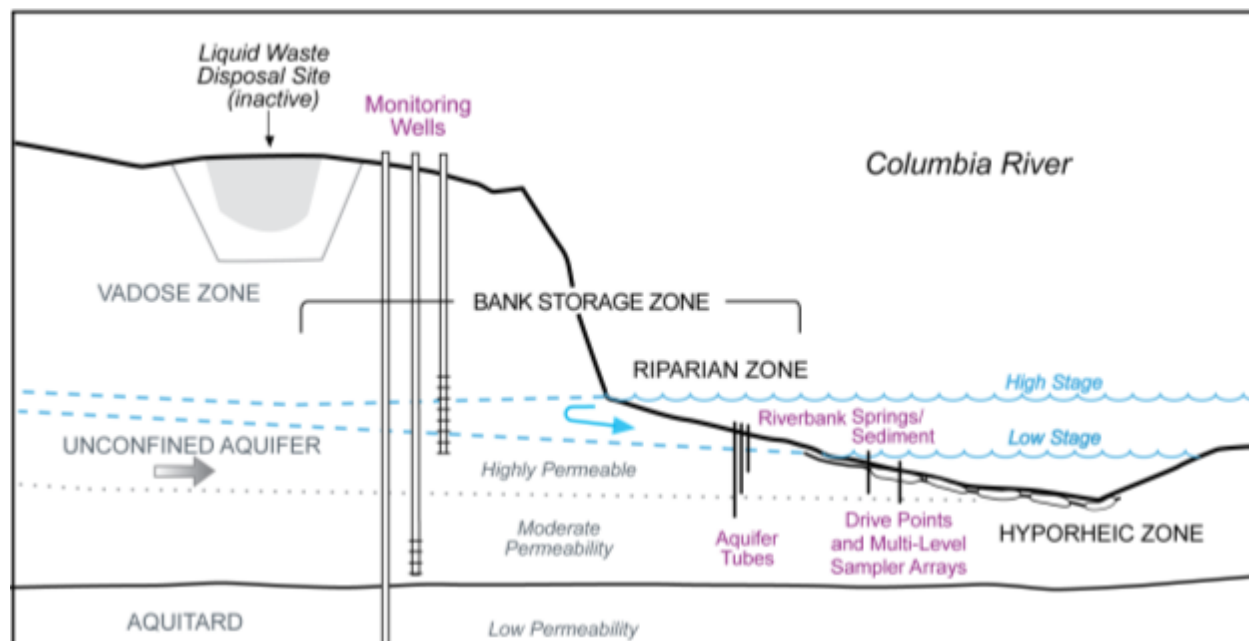 Liquid Waste
Disposal Site
(inactive)
Monitoring
Wells
Columbia River
VADOSE ZONE
BANK STORAGE ZONE
RIPARIAN ZONE
High Stage
Riverbank Springs/
Sediment
Low Stage
UNCONFINED AQUIFER
Highly Permeable
Moderate
Permeability
Aquifer
Tubes
Drive Points
and Multi-Level
Sampler Arrays
HYPORHEIC ZONE
AQUITARD
Low Permeability